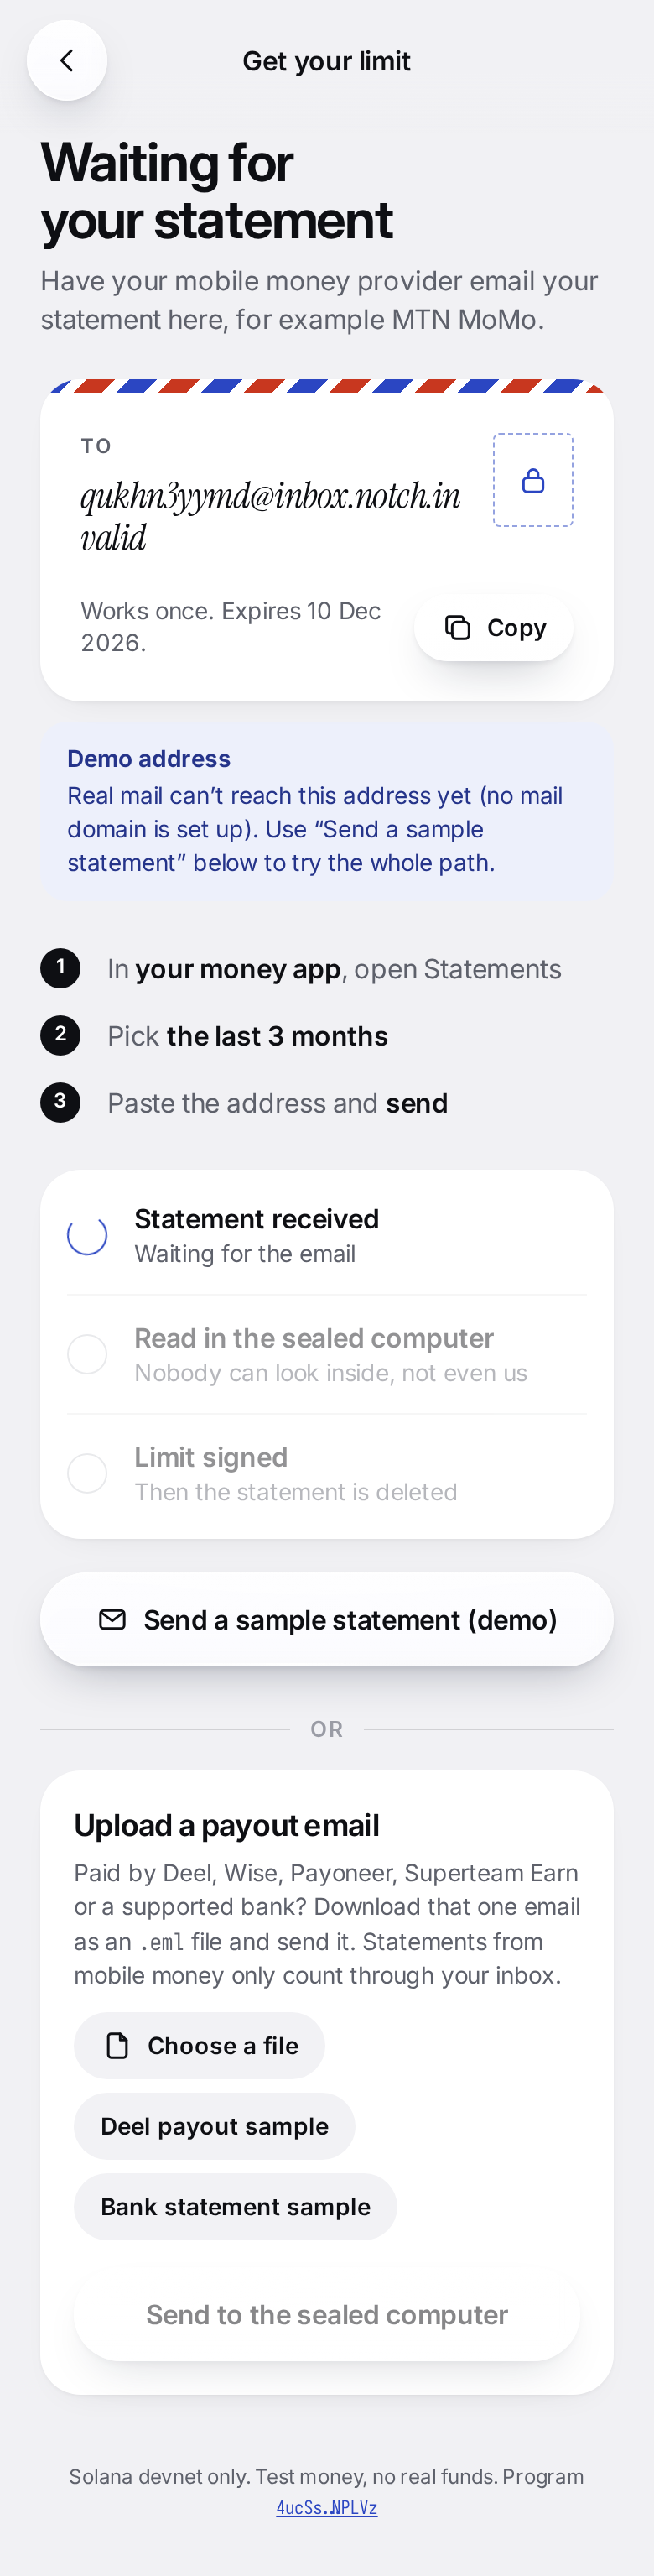 Get your limit
Waiting for
your statement
Have your mobile money provider email your
statement here, for example MTN MoMo.
TO
qukhn3yymd@inbox.notch.in
valid
Works once. Expires 10 Dec
2026.
Copy
Demo address
Real mail can’t reach this address yet (no mail
domain is set up). Use “Send a sample
statement” below to try the whole path.
1 In your money app, open Statements
2 Pick the last 3 months
3 Paste the address and send
Statement received
Waiting for the email
Read in the sealed computer
Nobody can look inside, not even us
Limit signed
Then the statement is deleted
Send a sample statement (demo)
OR
Upload a payout email
Paid by Deel, Wise, Payoneer, Superteam Earn
or a supported bank? Download that one email
as an .eml file and send it. Statements from
mobile money only count through your inbox.
Choose a file
Deel payout sample
Bank statement sample
Send to the sealed computer
Solana devnet only. Test money, no real funds. Program
4ucSs…NPLVz